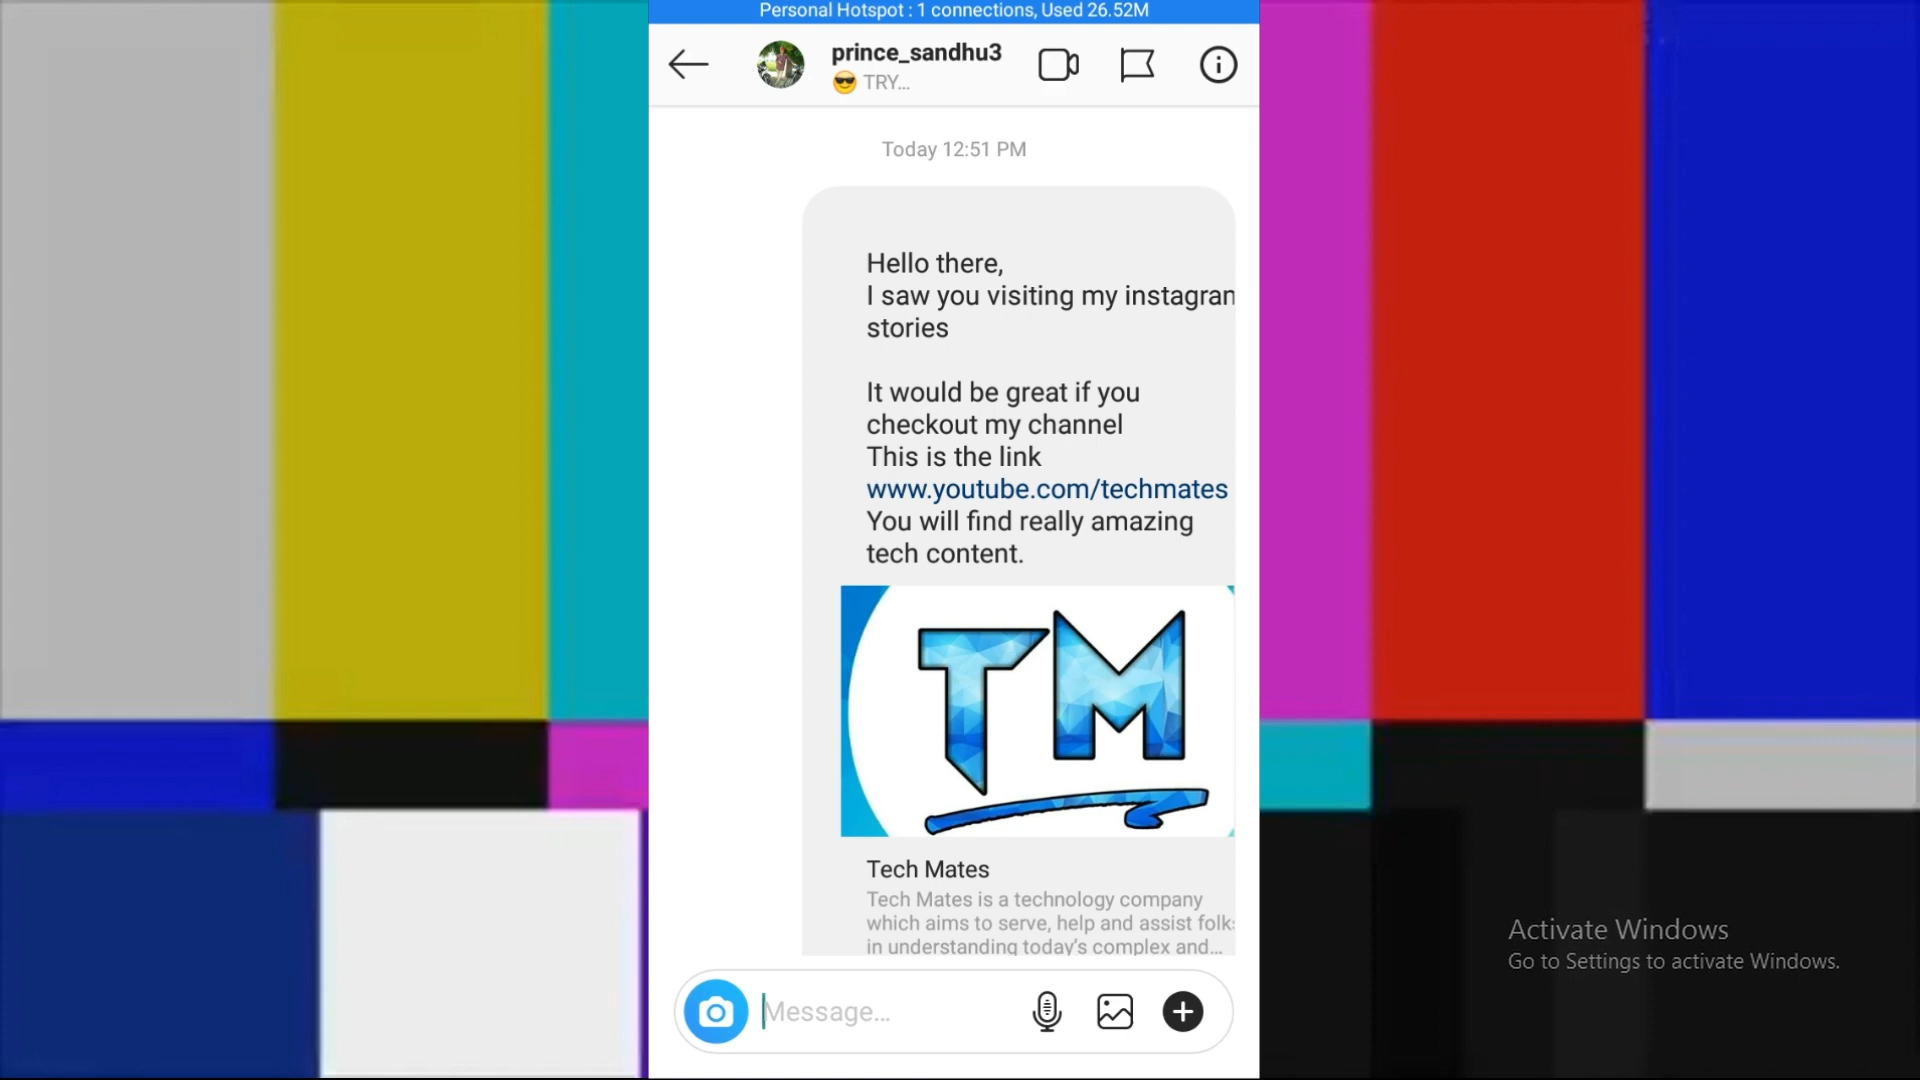 Personal Hotspot : 1 connections, Used 26.52M
prince_sandhu3
😎 TRY...
Today 12:51 PM
Hello there,
I saw you visiting my instagran
stories
It would be great if you
checkout my channel
This is the link
www.youtube.com/techmates
You will find really amazing
tech content.
TM
Tech Mates
Tech Mates is a technology company
which aims to serve, help and assist folk
in understanding today's complex and...
Message...
Activate Windows
Go to Settings to activate Windows.